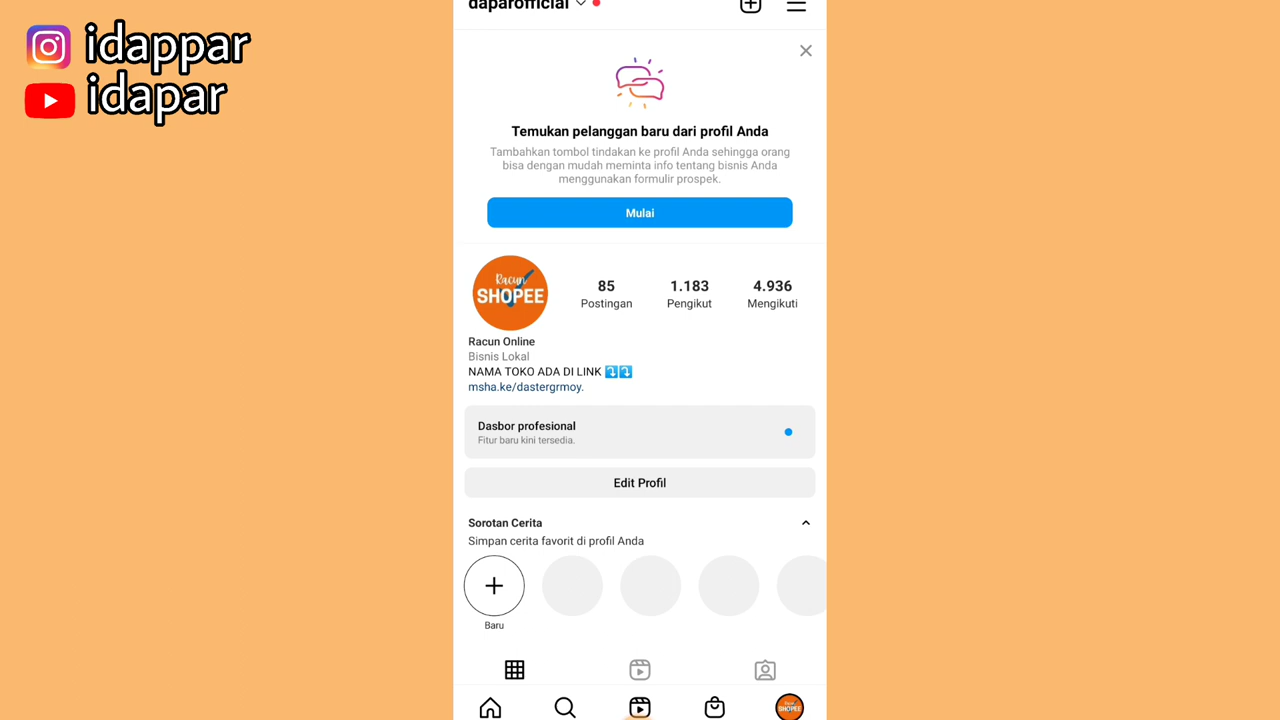 idappar
idapar
daparofficial
Temukan pelanggan baru dari profil Anda
Tambahkan tombol tindakan ke profil Anda sehingga orang
bisa dengan mudah meminta info tentang bisnis Anda
menggunakan formulir prospek.
Mulai
Racun
SHOPEE
85
Postingan
1.183
Pengikut
4.936
Mengikuti
Racun Online
Bisnis Lokal
NAMA TOKO ADA DI LINK ⤵️⤵️
msha.ke/dastergrmoy.
Dasbor profesional
Fitur baru kini tersedia.
Edit Profil
Sorotan Cerita
Simpan cerita favorit di profil Anda
Baru
Racun
SHOPEE